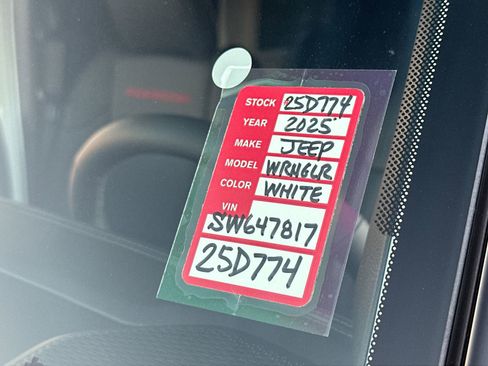 STOCK 25D774
YEAR 2025
MAKE JEEP
MODEL WRNGLR
COLOR WHITE
VIN
SW647817
25D774